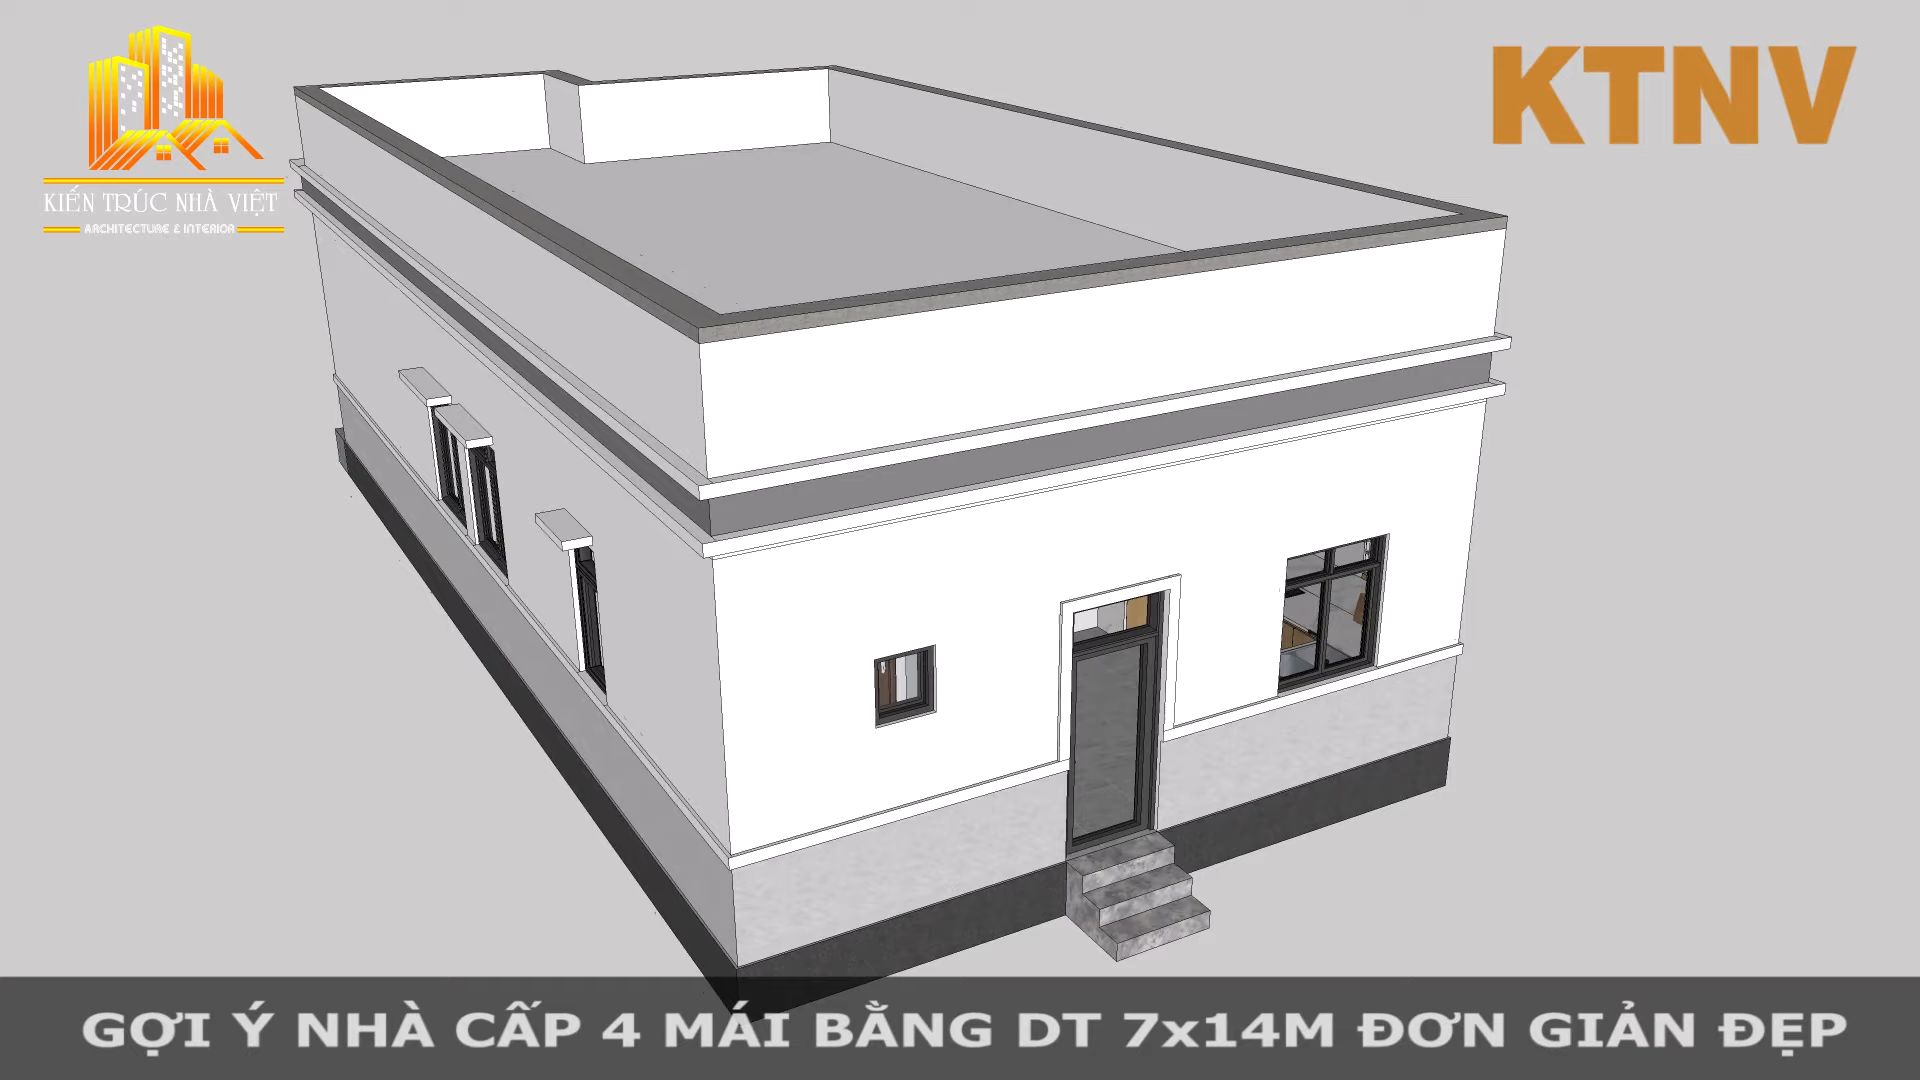 KIẾN TRÚC NHÀ VIỆT
ARCHITECTURE & INTERIOR
KTNV
GỢI Ý NHÀ CẤP 4 MÁI BẰNG DT 7x14M ĐƠN GIẢN ĐẸP